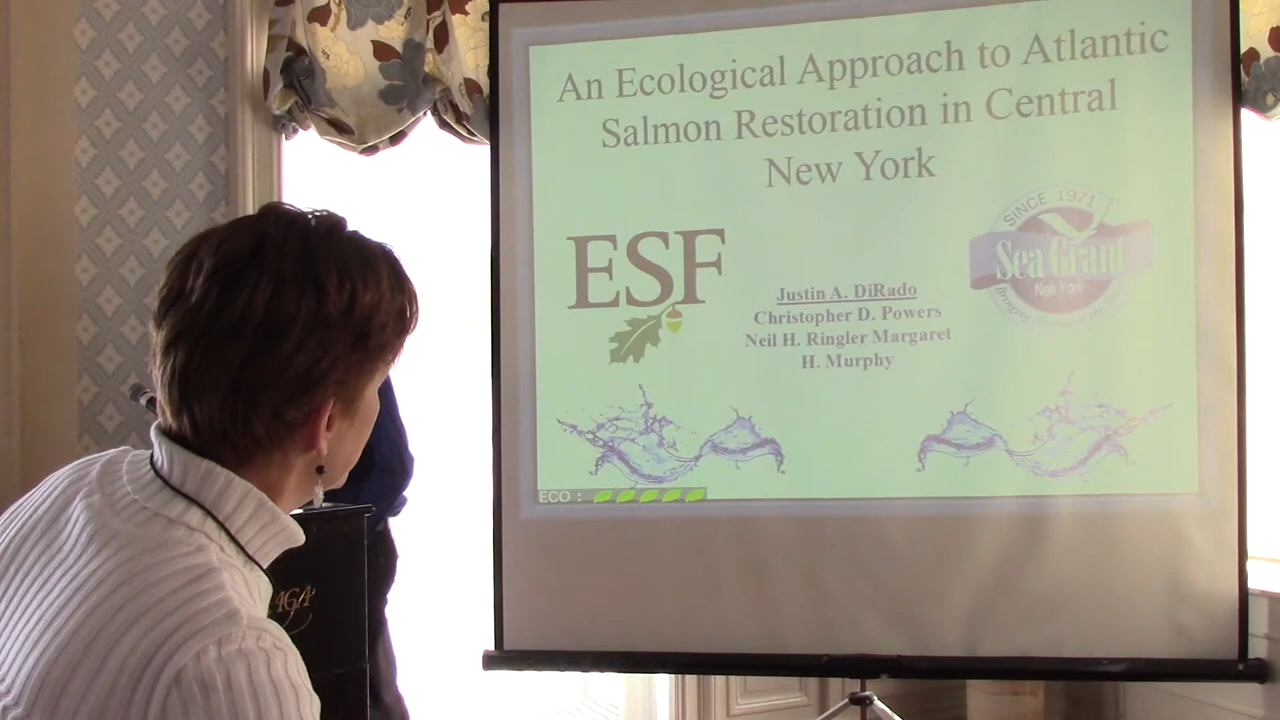 An Ecological Approach to Atlantic
Salmon Restoration in Central
New York
SINCE 1971
ESF
Sea Grant
New York
Justin A. DiRado
Christopher D. Powers
Neil H. Ringler Margaret
H. Murphy
ECO :